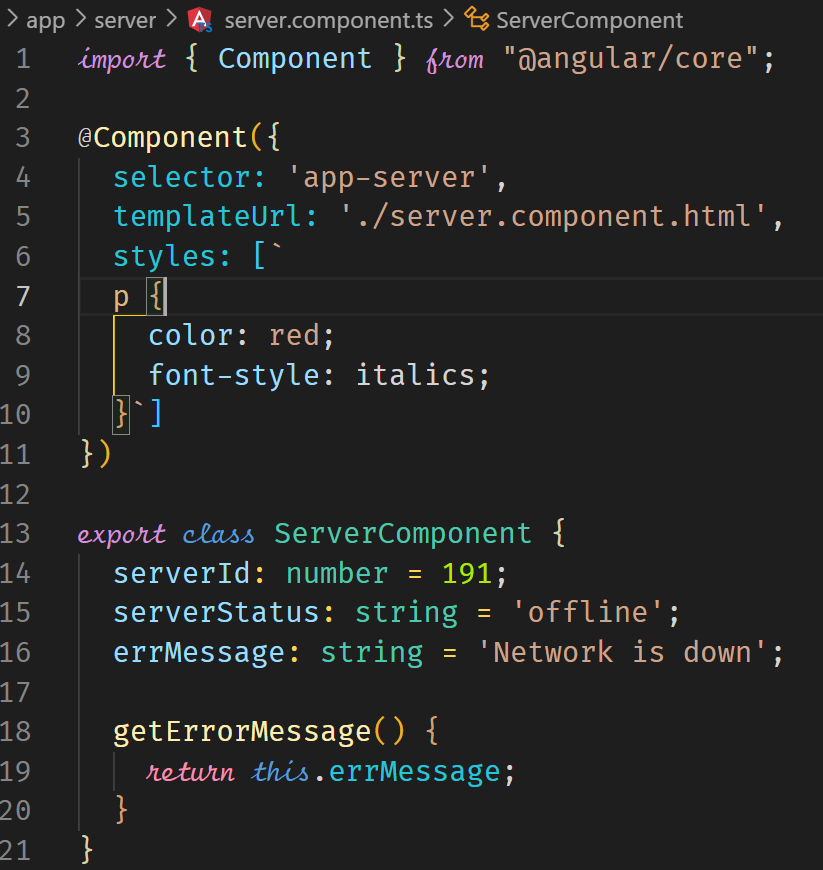 > app > server > server.component.ts > ServerComponent
1 import { Component } from "@angular/core";
2
3 @Component({
4   selector: 'app-server',
5   templateUrl: './server.component.html',
6   styles: [`
7   p {
8     color: red;
9     font-style: italics;
10   }`]
11 })
12
13 export class ServerComponent {
14   serverId: number = 191;
15   serverStatus: string = 'offline';
16   errMessage: string = 'Network is down';
17
18   getErrorMessage() {
19     return this.errMessage;
20   }
21 }